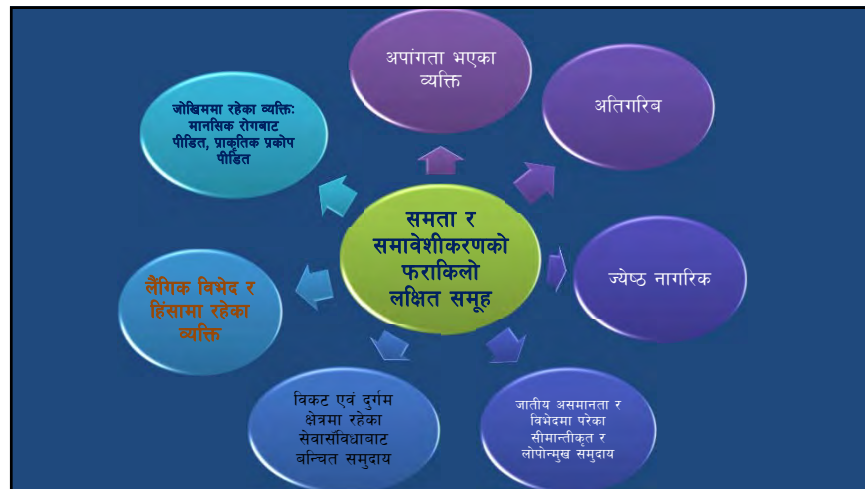 अपांगता भएका
व्यक्ति
अतिगरिब
ज्येष्ठ नागरिक
जातीय असमानता र
विभेदमा परेका
सीमान्तीकृत र
लोपोन्मुख समुदाय
विकट एवं दुर्गम
क्षेत्रमा रहेका
सेवासंविधाबाट
बन्चित समुदाय
लैंगिक विभेद र
हिंसामा रहेका
व्यक्ति
जोखिममा रहेका व्यक्तिः
मानसिक रोगबाट
पीडित, प्राकृतिक प्रकोप
पीडित
समता र
समावेशीकरणको
फराकिलो
लक्षित समूह